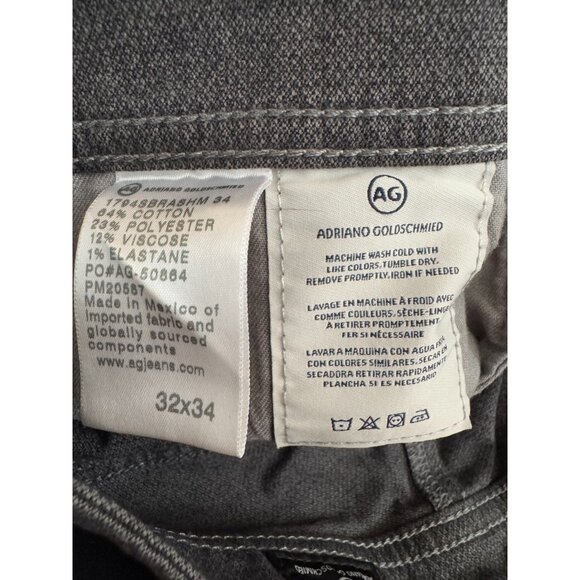 AG ADRIANO GOLDSCHMIED
1794SBRASHM 34
64% COTTON
23% POLYESTER
12% VISCOSE
1% ELASTANE
PO#AG-50864
PM20587
Made in Mexico of
imported fabric and
globally sourced
components
www.agjeans.com
32x34
AG
ADRIANO GOLDSCHMIED
MACHINE WASH COLD WITH
LIKE COLORS. TUMBLE DRY.
REMOVE PROMPTLY. IRON IF NEEDED
LAVAGE EN MACHINE À FROID AVEC
COMME COULEURS. SÈCHE-LINGE
À RETIRER PROMPTEMENT
FER SI NÉCESSAIRE
LAVAR A MAQUINA CON AGUA FRIA
CON COLORES SIMILARES. SECAR EN
SECADORA RETIRAR RAPIDAMENTE
PLANCHA SI ES NECESARIO